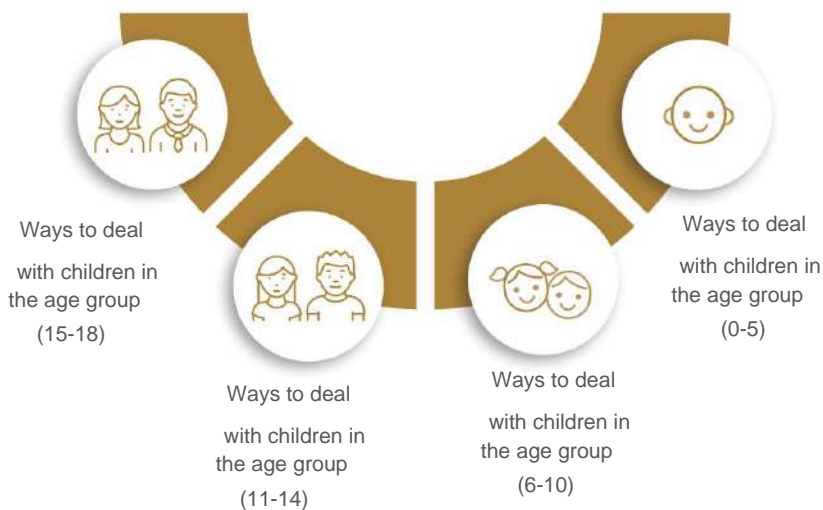 Ways to deal
with children in
the age group
(15-18)
Ways to deal
with children in
the age group
(11-14)
Ways to deal
with children in
the age group
(6-10)
Ways to deal
with children in
the age group
(0-5)